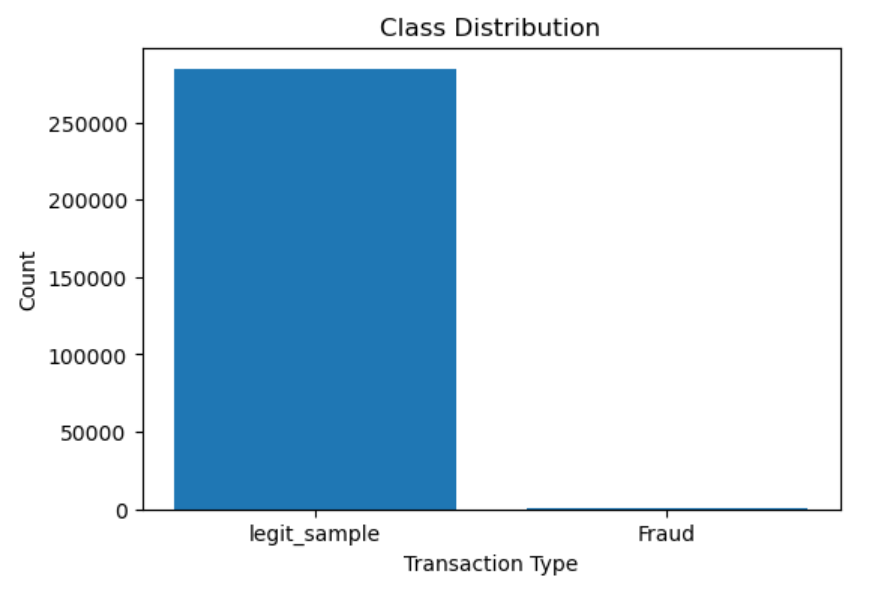 Class Distribution
250000
200000
150000
100000
50000
0
Count
legit_sample
Fraud
Transaction Type